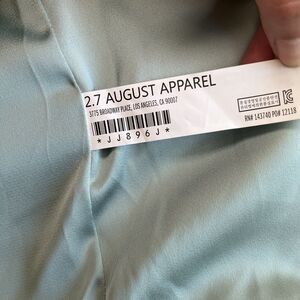 2.7 AUGUST APPAREL
3775 BROADWAY PLACE, LOS ANGELES, CA 90007
*JJ896J*
RN# 143740 PO# 12118